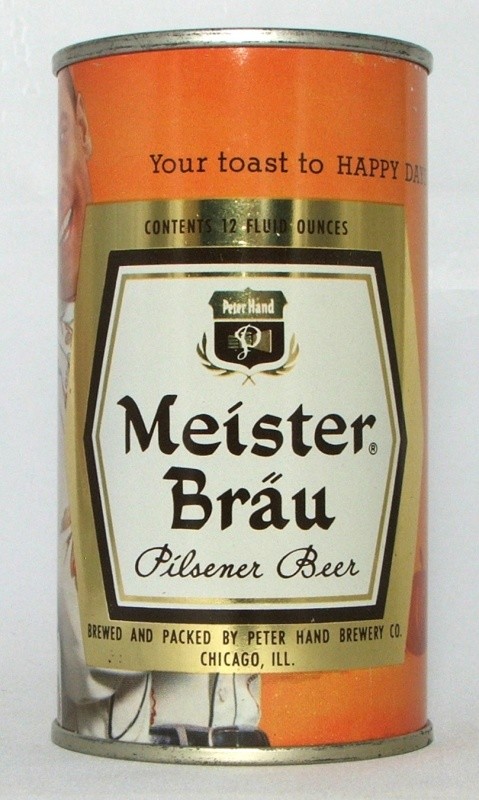 Your toast to HAPPY DAYS
CONTENTS 12 FLUID OUNCES
Peter Hand
P
Meister®
Bräu
Pilsener Beer
BREWED AND PACKED BY PETER HAND BREWERY CO.
CHICAGO, ILL.